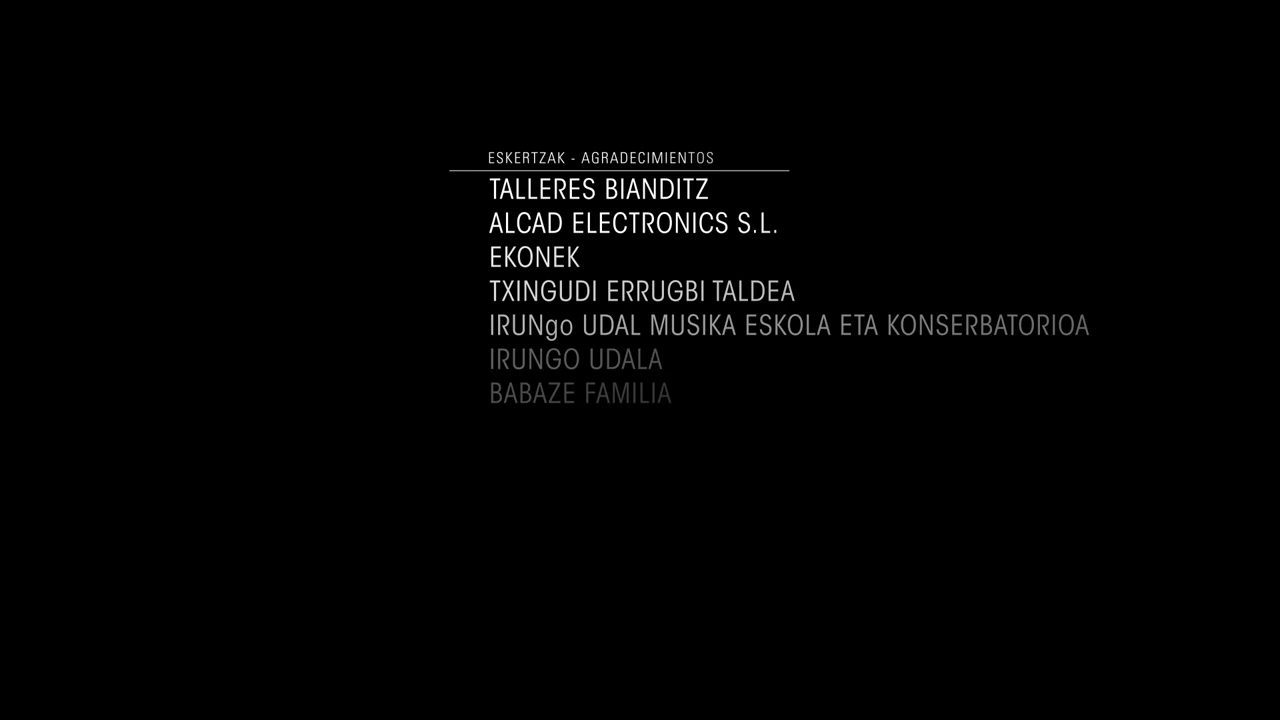 ESKERTZAK - AGRADECIMIENTOS
TALLERES BIANDITZ
ALCAD ELECTRONICS S.L.
EKONEK
TXINGUDI ERRUGBI TALDEA
IRUNgo UDAL MUSIKA ESKOLA ETA KONSERBATORIOA
IRUNGO UDALA
BABAZE FAMILIA